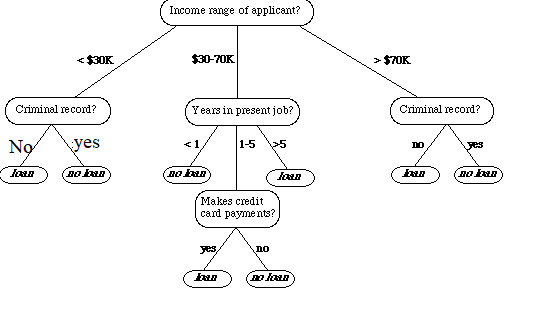 Income range of applicant?
< $30K
$30-70K
> $70K
Criminal record?
Years in present job?
Criminal record?
No
yes
< 1
1-5
>5
no
yes
loan
no loan
no loan
loan
loan
no loan
Makes credit
card payments?
yes
no
loan
no loan